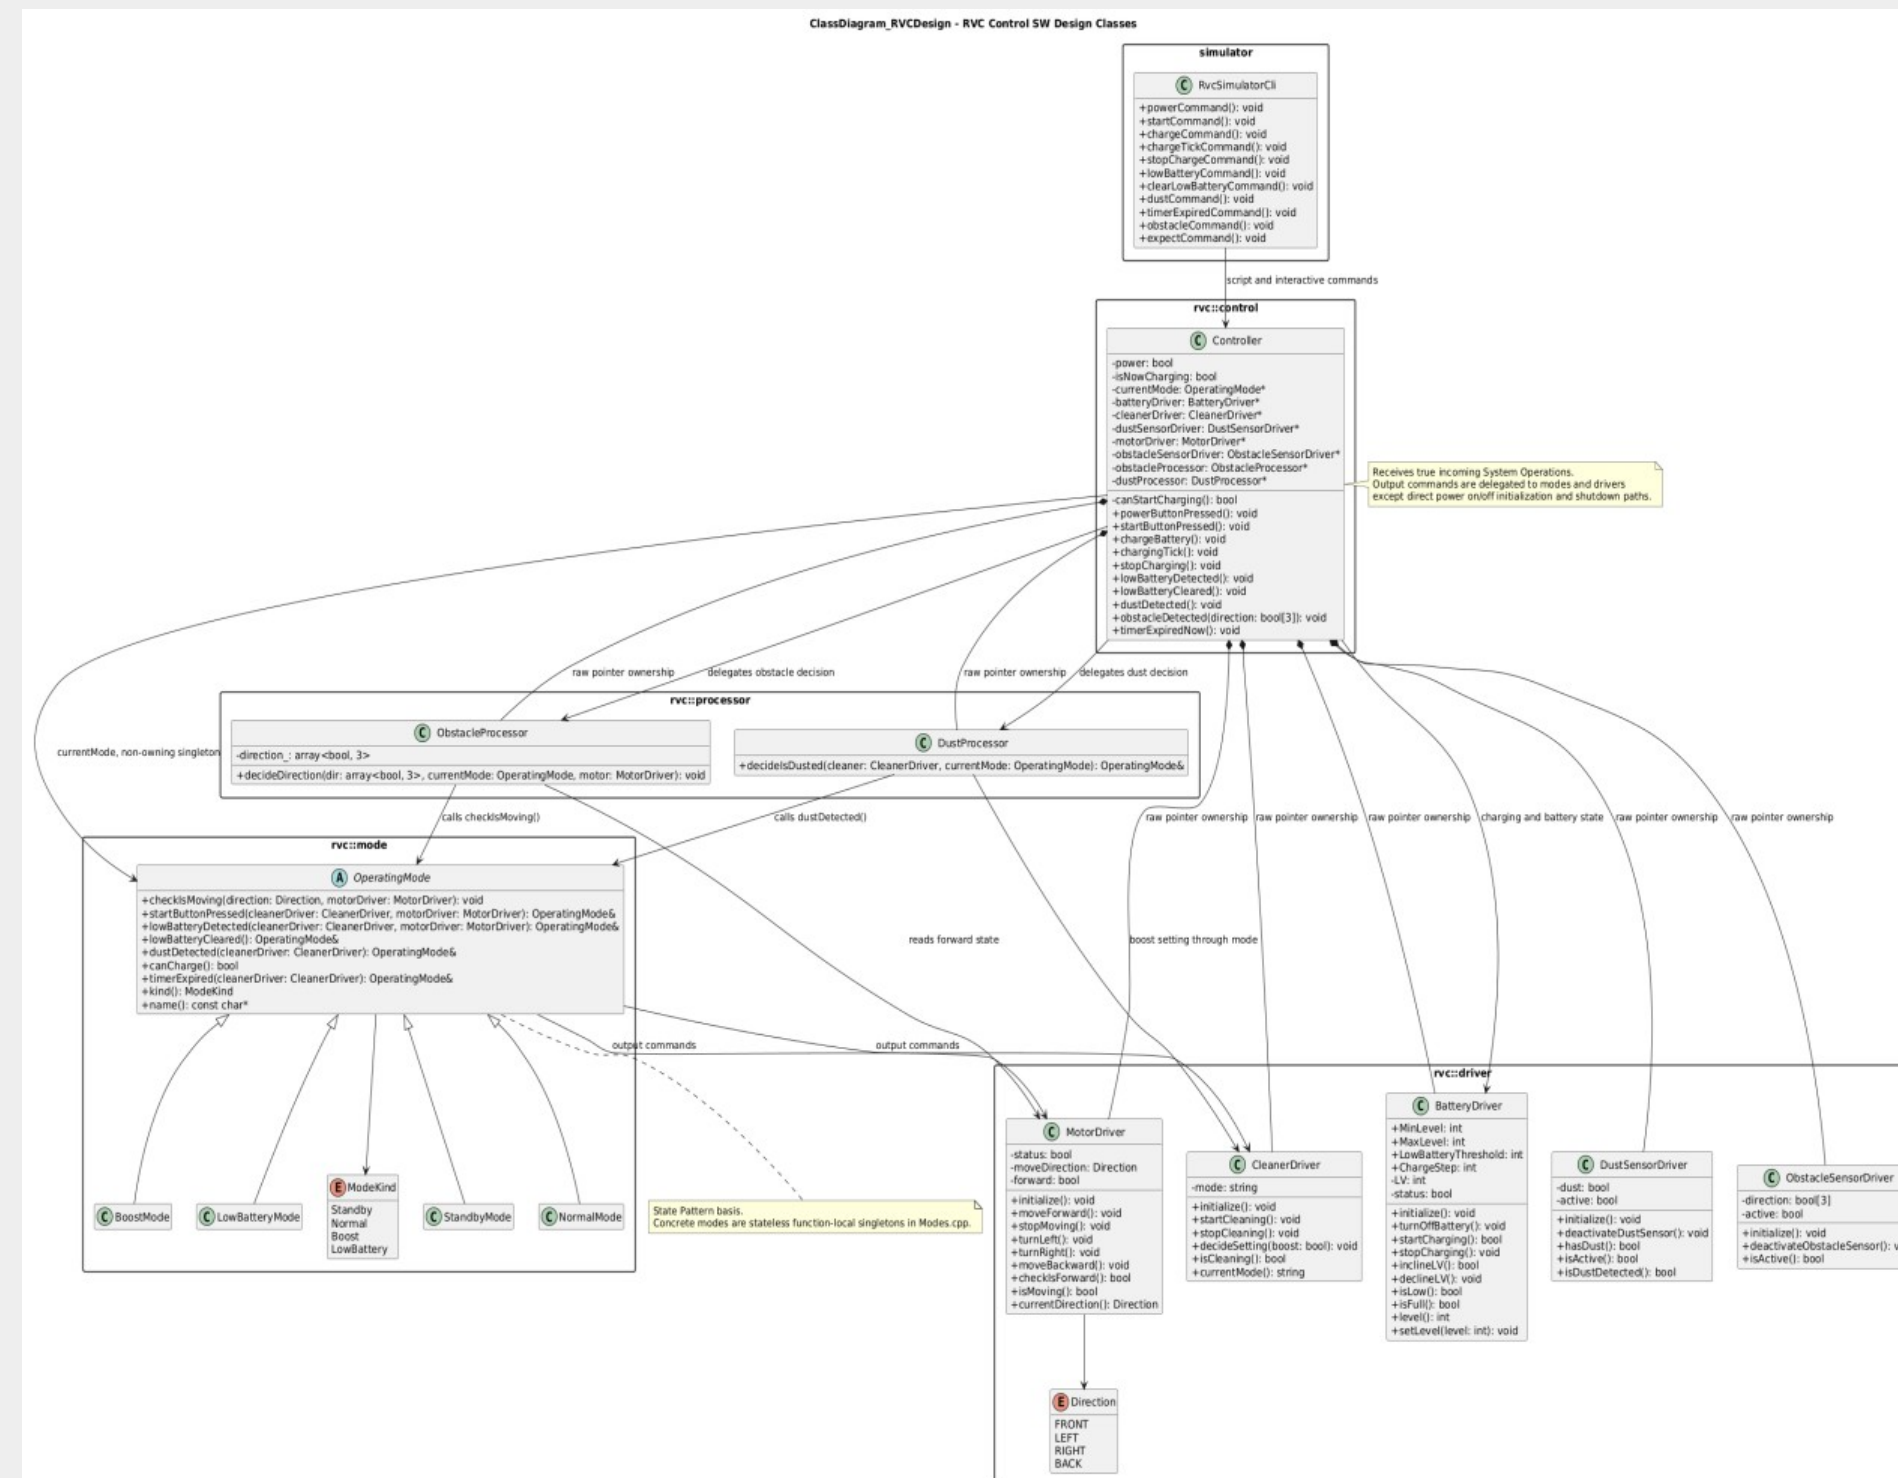 ClassDiagram_RVCDesign - RVC Control SW Design Classes
simulator
C RvcSimulatorCli
+powerCommand(): void
+startCommand(): void
+chargeCommand(): void
+chargeTickCommand(): void
+stopChargeCommand(): void
+lowBatteryCommand(): void
+clearLowBatteryCommand(): void
+dustCommand(): void
+timerExpiredCommand(): void
+obstacleCommand(): void
+expectCommand(): void
script and interactive commands
rvc::control
C Controller
-power: bool
-isNowCharging: bool
-currentMode: OperatingMode*
-batteryDriver: BatteryDriver*
-cleanerDriver: CleanerDriver*
-dustSensorDriver: DustSensorDriver*
-motorDriver: MotorDriver*
-obstacleSensorDriver: ObstacleSensorDriver*
-obstacleProcessor: ObstacleProcessor*
-dustProcessor: DustProcessor*
-canStartCharging(): bool
+powerButtonPressed(): void
+startButtonPressed(): void
+chargeBattery(): void
+chargingTick(): void
+stopCharging(): void
+lowBatteryDetected(): void
+lowBatteryCleared(): void
+dustDetected(): void
+obstacleDetected(direction: bool[3]): void
+timerExpiredNow(): void
Receives true incoming System Operations.
Output commands are delegated to modes and drivers
except direct power on/off initialization and shutdown paths.
raw pointer ownership
delegates obstacle decision
raw pointer ownership
delegates dust decision
rvc::processor
C ObstacleProcessor
-direction_: array<bool, 3>
+decideDirection(dir: array<bool, 3>, currentMode: OperatingMode, motor: MotorDriver): void
C DustProcessor
+decideIsDusted(cleaner: CleanerDriver, currentMode: OperatingMode): OperatingMode&
currentMode, non-owning singleton
calls checkIsMoving()
calls dustDetected()
raw pointer ownership
raw pointer ownership
raw pointer ownership
charging and battery state
raw pointer ownership
raw pointer ownership
rvc::mode
A OperatingMode
+checkIsMoving(direction: Direction, motorDriver: MotorDriver): void
+startButtonPressed(cleanerDriver: CleanerDriver, motorDriver: MotorDriver): OperatingMode&
+lowBatteryDetected(cleanerDriver: CleanerDriver, motorDriver: MotorDriver): OperatingMode&
+lowBatteryCleared(): OperatingMode&
+dustDetected(cleanerDriver: CleanerDriver): OperatingMode&
+canCharge(): bool
+timerExpired(cleanerDriver: CleanerDriver): OperatingMode&
+kind(): ModeKind
+name(): const char*
reads forward state
boost setting through mode
output commands
output commands
C BoostMode
C LowBatteryMode
E ModeKind
Standby
Normal
Boost
LowBattery
C StandbyMode
C NormalMode
State Pattern basis.
Concrete modes are stateless function-local singletons in Modes.cpp.
rvc::driver
C MotorDriver
-status: bool
-moveDirection: Direction
-forward: bool
+initialize(): void
+moveForward(): void
+stopMoving(): void
+turnLeft(): void
+turnRight(): void
+moveBackward(): void
+checkIsForward(): bool
+isMoving(): bool
+currentDirection(): Direction
C CleanerDriver
-mode: string
+initialize(): void
+startCleaning(): void
+stopCleaning(): void
+decideSetting(boost: bool): void
+isCleaning(): bool
+currentMode(): string
C BatteryDriver
+MinLevel: int
+MaxLevel: int
+LowBatteryThreshold: int
+ChargeStep: int
-LV: int
-status: bool
+initialize(): void
+turnOffBattery(): void
+startCharging(): bool
+stopCharging(): void
+inclineLV(): bool
+declineLV(): void
+isLow(): bool
+isFull(): bool
+level(): int
+setLevel(level: int): void
C DustSensorDriver
-dust: bool
-active: bool
+initialize(): void
+deactivateDustSensor(): void
+hasDust(): bool
+isActive(): bool
+isDustDetected(): bool
C ObstacleSensorDriver
-direction: bool[3]
-active: bool
+initialize(): void
+deactivateObstacleSensor(): v
+isActive(): bool
E Direction
FRONT
LEFT
RIGHT
BACK